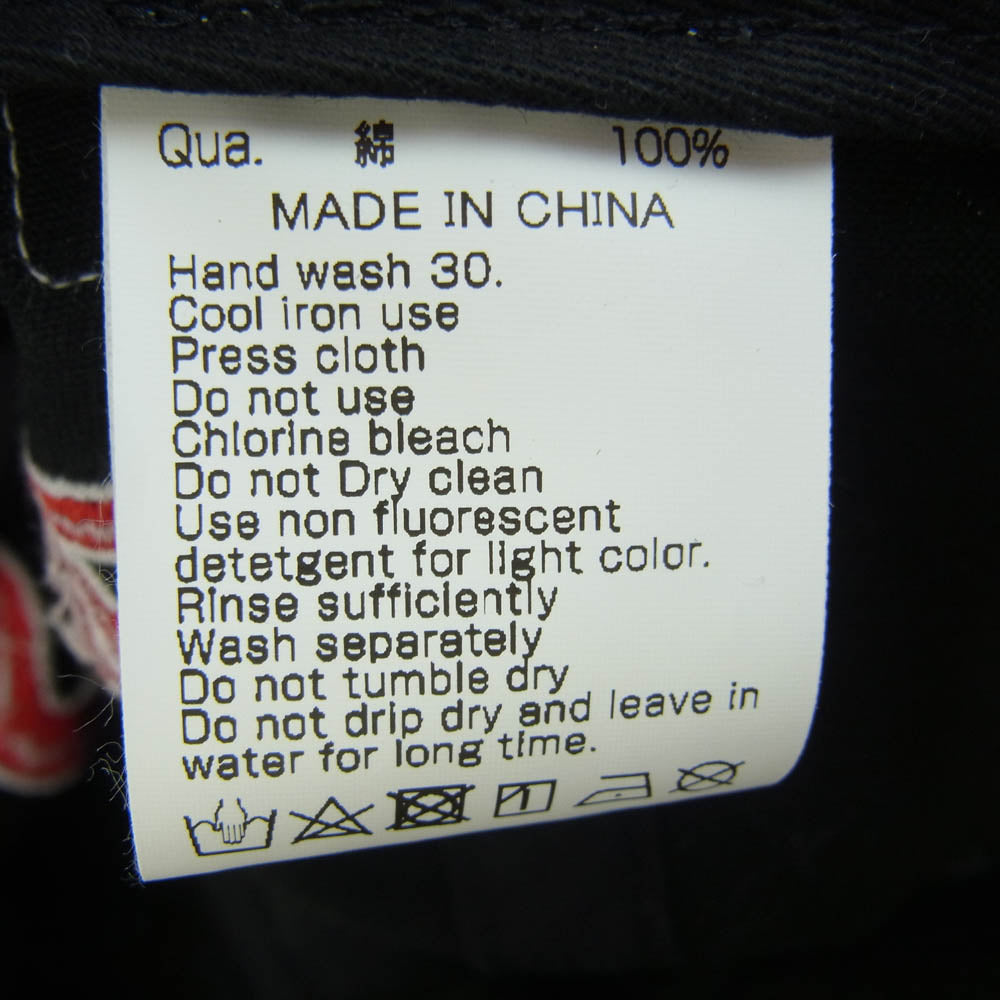 Qua. 綿 100%
MADE IN CHINA
Hand wash 30.
Cool iron use
Press cloth
Do not use
Chlorine bleach
Do not Dry clean
Use non fluorescent
detetgent for light color.
Rinse sufficiently
Wash separately
Do not tumble dry
Do not drip dry and leave in
water for long time.